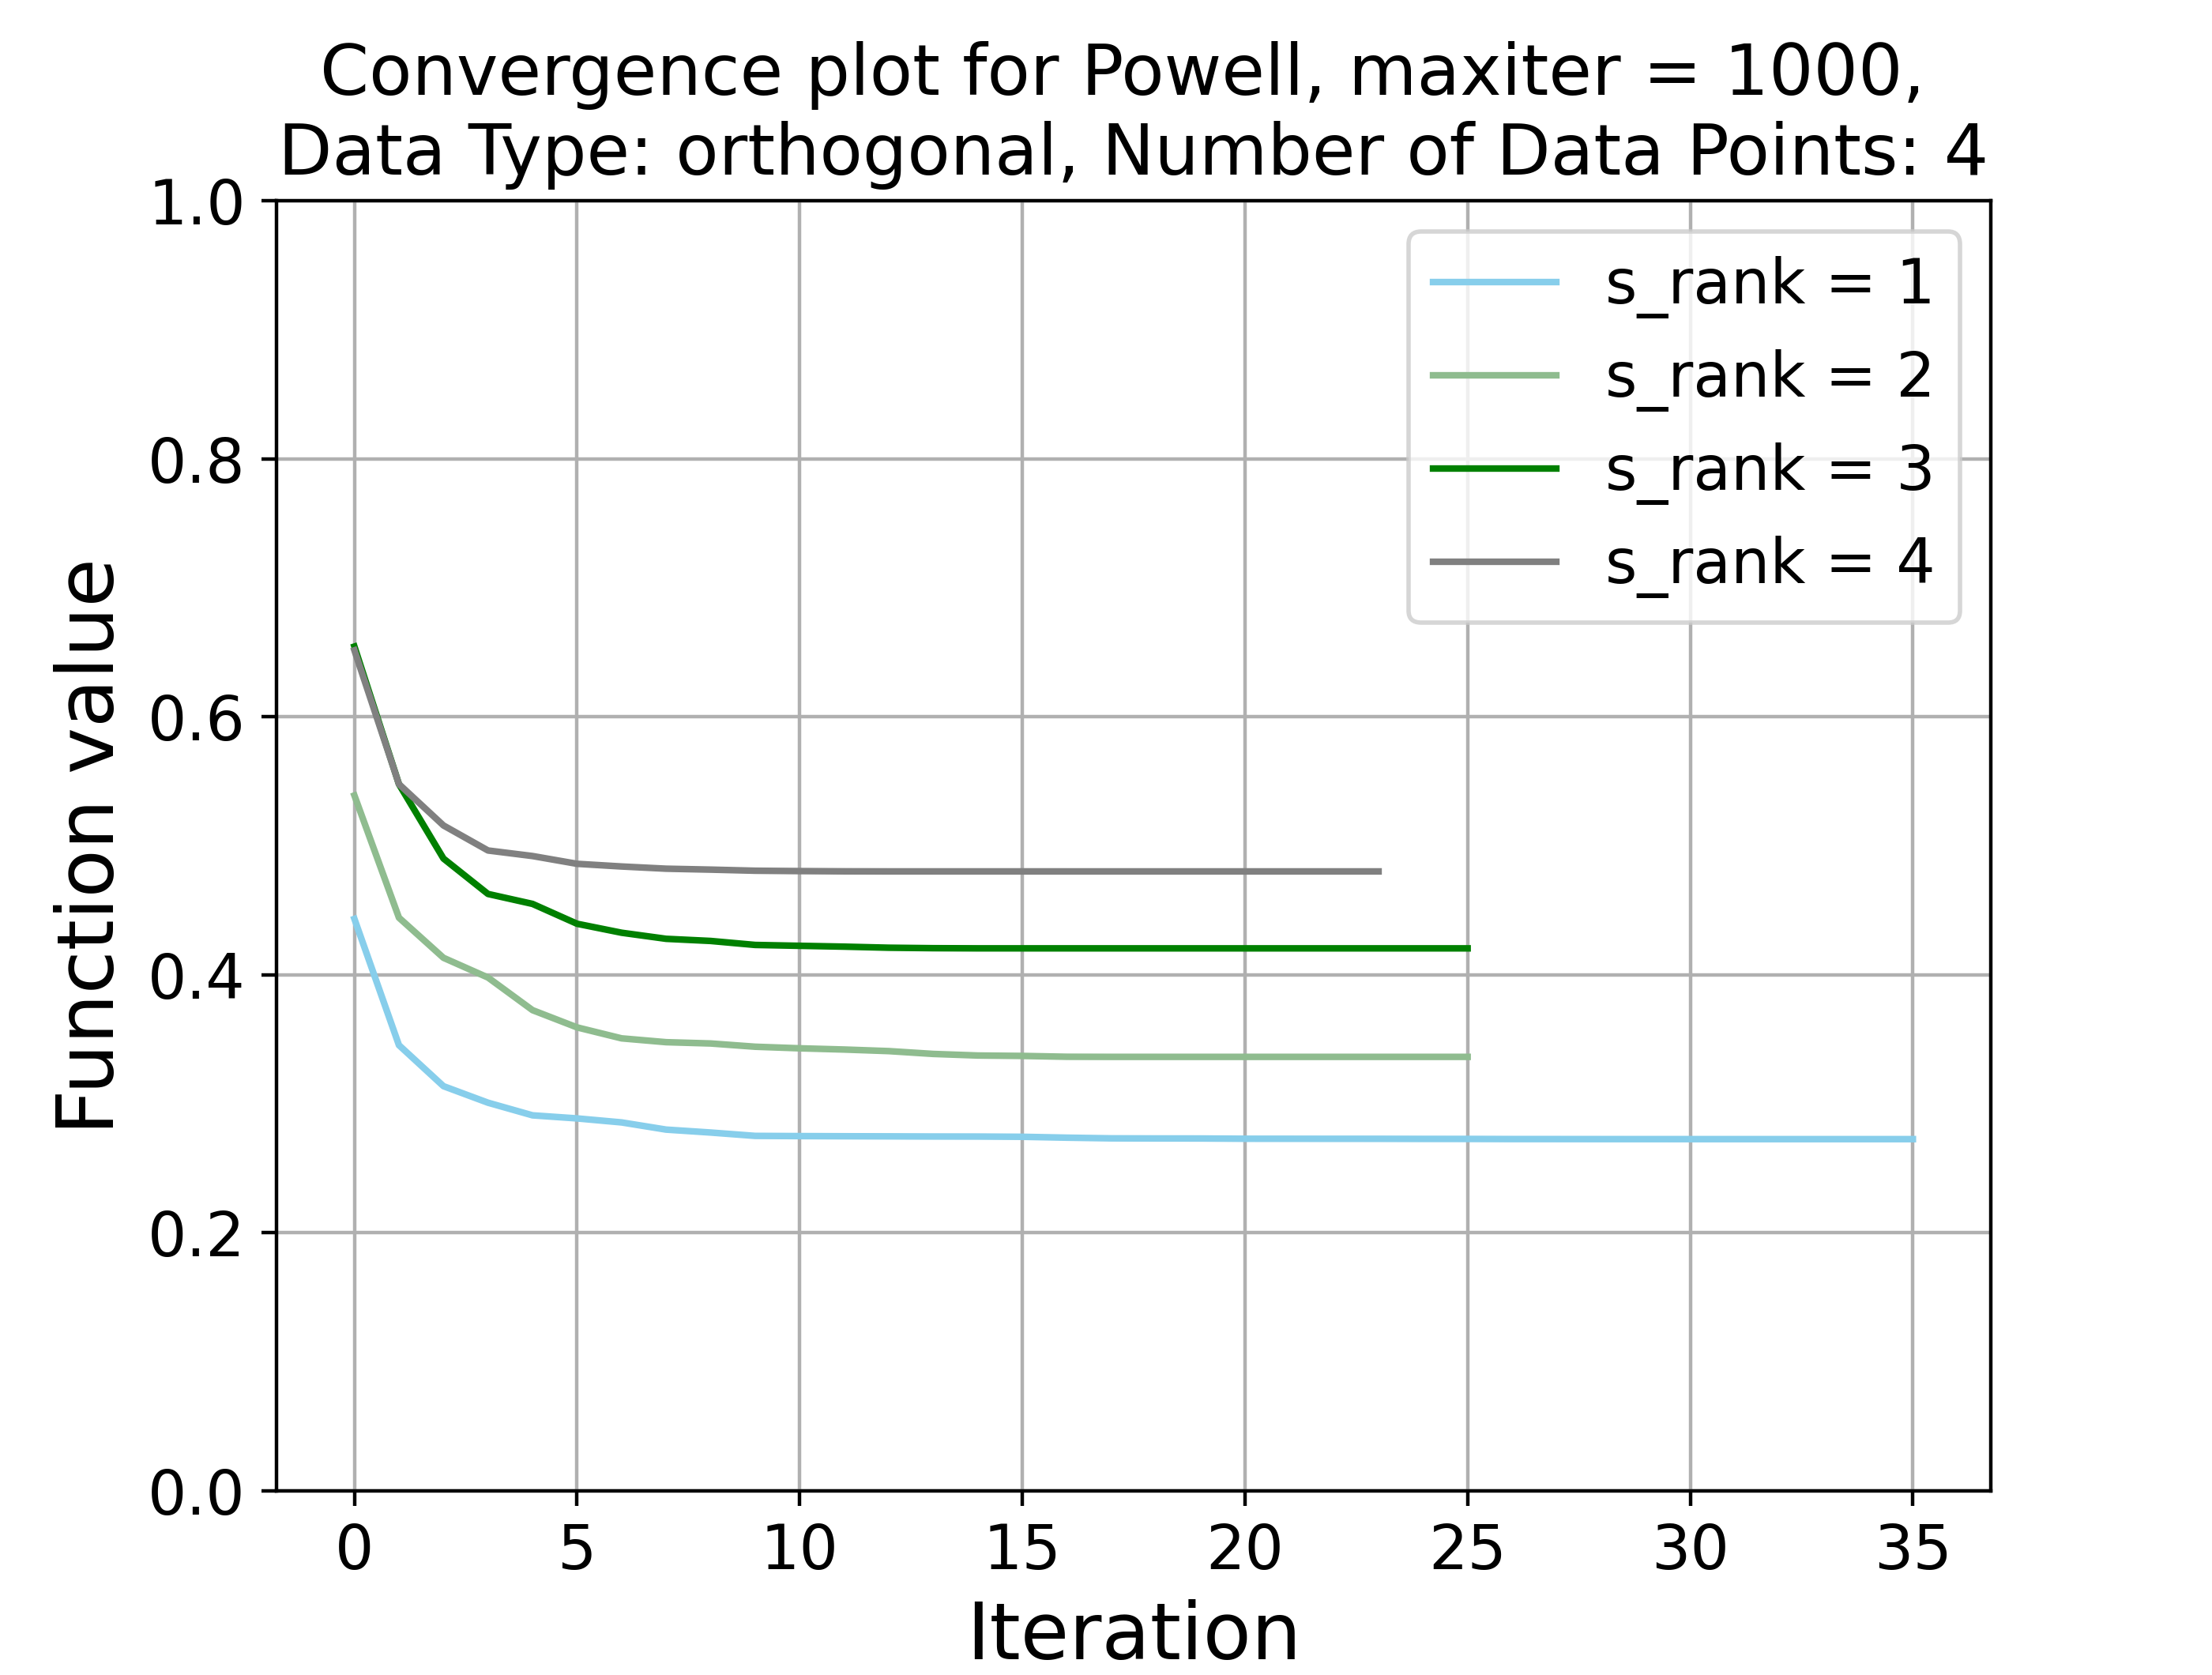 Convergence plot for Powell, maxiter = 1000,
Data Type: orthogonal, Number of Data Points: 4
1.0
0.8
0.6
0.4
0.2
0.0
Function value
s_rank = 1
s_rank = 2
s_rank = 3
s_rank = 4
0 5 10 15 20 25 30 35
Iteration